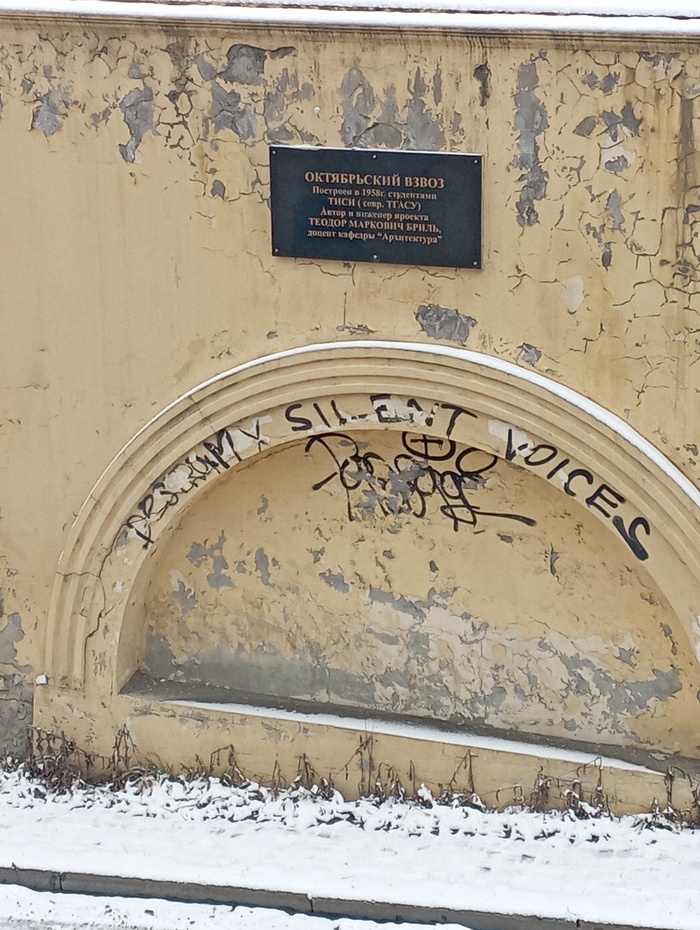 ОКТЯБРЬСКИЙ ВЗВОЗ
Построен в 1958г. студентами
ТИСИ ( совр. ТГАСУ)
Автор и инженер проекта
ТЕОДОР МАРКОВИЧ БРИЛЬ,
доцент кафедры "Архитектура"
MY SILENT VOICES